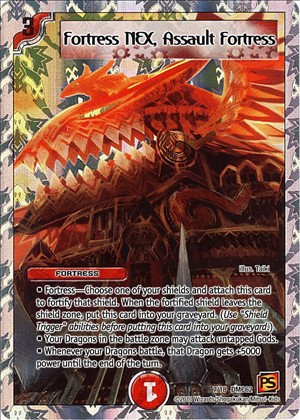 3
Fortress NEX, Assault Fortress
illus. Taiki
FORTRESS
• Fortress—Choose one of your shields and attach this card
to fortify that shield. When the fortified shield leaves the
shield zone, put this card into your graveyard. (Use "Shield
Trigger" abilities before putting this card into your graveyard.)
• Your Dragons in the battle zone may attack untapped Gods.
• Whenever your Dragons battle, that Dragon gets +5000
power until the end of the turn.
1
PS